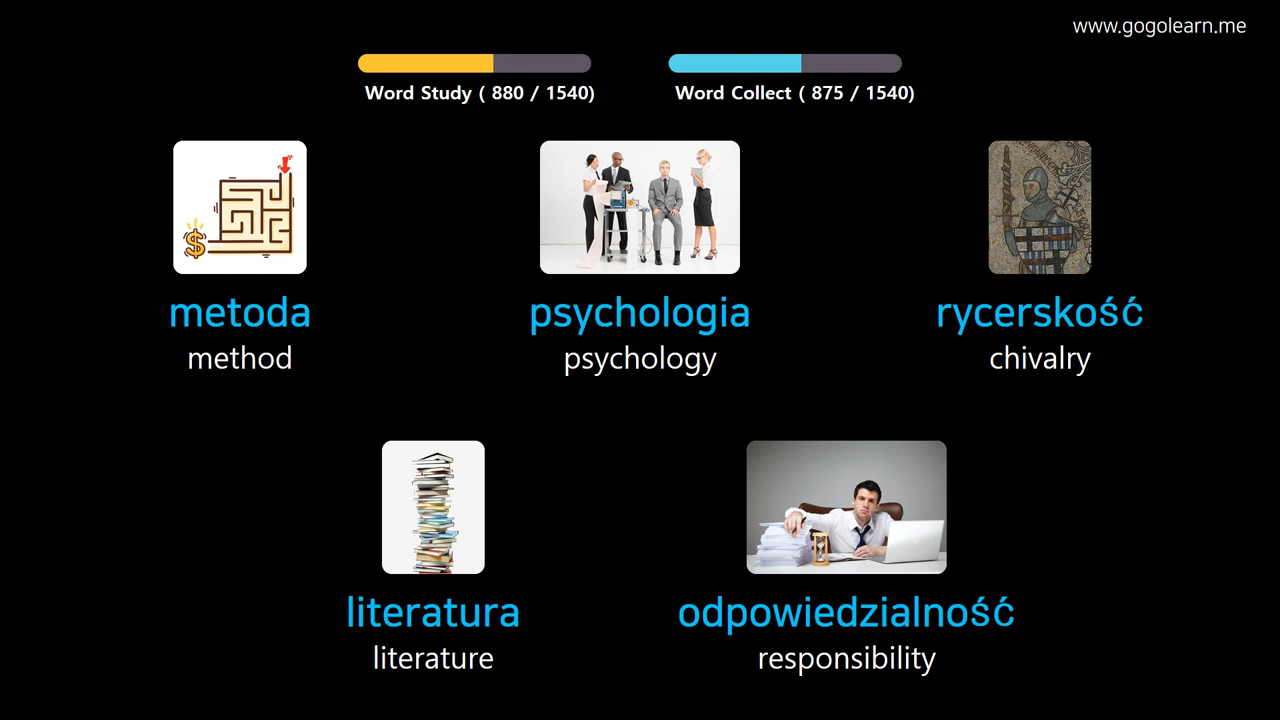 www.gogolearn.me
Word Study ( 880 / 1540)
Word Collect ( 875 / 1540)
metoda
method
psychologia
psychology
rycerskość
chivalry
literatura
literature
odpowiedzialność
responsibility